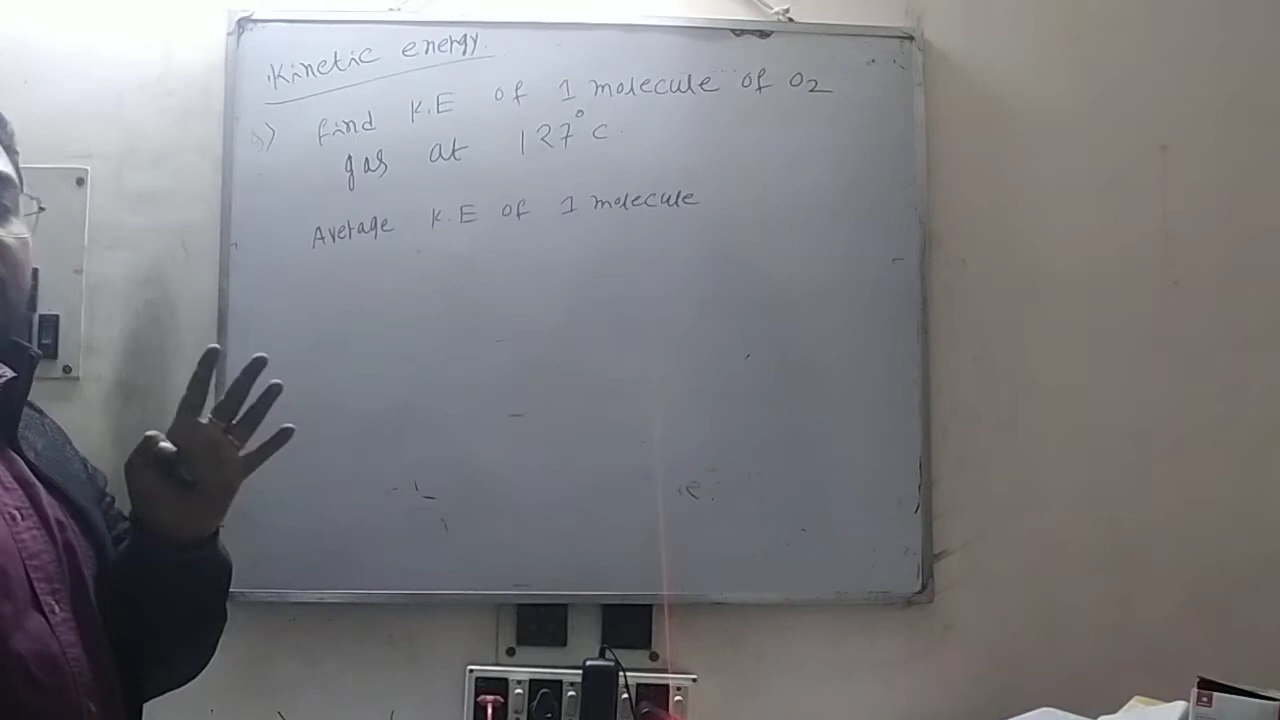 Kinetic energy
Find K.E of 1 molecule of O2
gas at 127°C.
Average K.E of 1 molecule